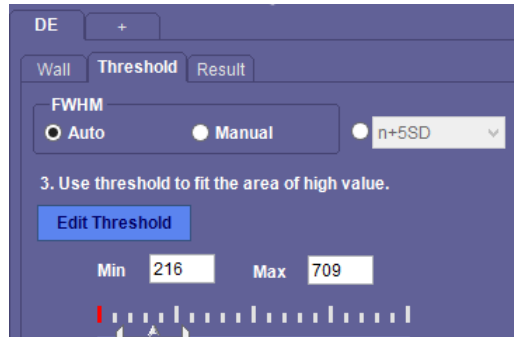 DE +
Wall Threshold Result
FWHM
Auto Manual n+5SD
3. Use threshold to fit the area of high value.
Edit Threshold
Min 216 Max 709